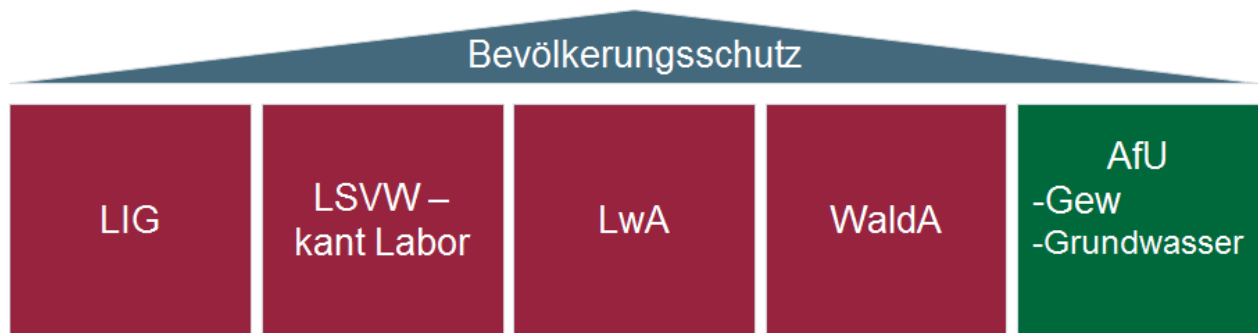 Bevölkerungsschutz
LIG
LSVW –
kant Labor
LwA
WaldA
AfU
-Gew
-Grundwasser